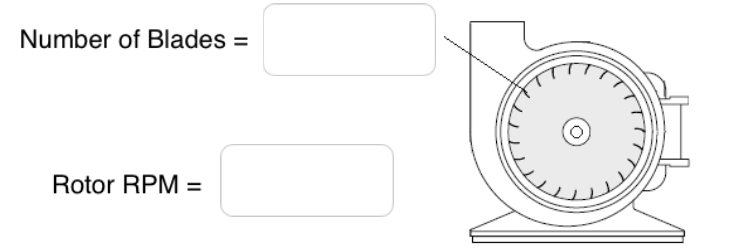 Number of Blades =
Rotor RPM =